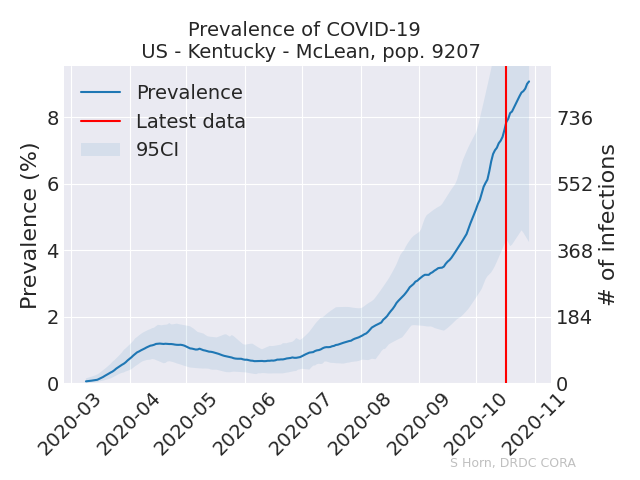 Prevalence of COVID-19
US - Kentucky - McLean, pop. 9207
Prevalence
Latest data
95CI
Prevalence (%)
8
6
4
2
0
736
552
368
184
0
# of infections
2020-03
2020-04
2020-05
2020-06
2020-07
2020-08
2020-09
2020-10
2020-11
S Horn, DRDC CORA